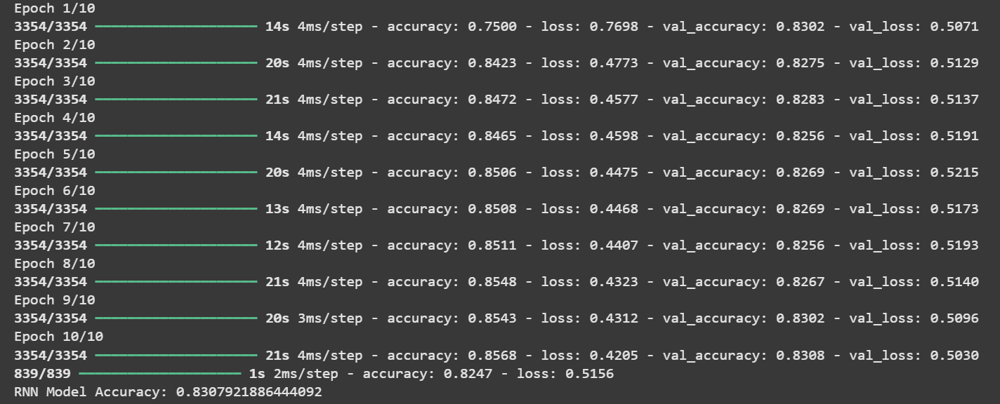 Epoch 1/10
3354/3354 ━━━━━━━━━━━━━━━━━━━━ 14s 4ms/step - accuracy: 0.7500 - loss: 0.7698 - val_accuracy: 0.8302 - val_loss: 0.5071
Epoch 2/10
3354/3354 ━━━━━━━━━━━━━━━━━━━━ 20s 4ms/step - accuracy: 0.8423 - loss: 0.4773 - val_accuracy: 0.8275 - val_loss: 0.5129
Epoch 3/10
3354/3354 ━━━━━━━━━━━━━━━━━━━━ 21s 4ms/step - accuracy: 0.8472 - loss: 0.4577 - val_accuracy: 0.8283 - val_loss: 0.5137
Epoch 4/10
3354/3354 ━━━━━━━━━━━━━━━━━━━━ 14s 4ms/step - accuracy: 0.8465 - loss: 0.4598 - val_accuracy: 0.8256 - val_loss: 0.5191
Epoch 5/10
3354/3354 ━━━━━━━━━━━━━━━━━━━━ 20s 4ms/step - accuracy: 0.8506 - loss: 0.4475 - val_accuracy: 0.8269 - val_loss: 0.5215
Epoch 6/10
3354/3354 ━━━━━━━━━━━━━━━━━━━━ 13s 4ms/step - accuracy: 0.8508 - loss: 0.4468 - val_accuracy: 0.8269 - val_loss: 0.5173
Epoch 7/10
3354/3354 ━━━━━━━━━━━━━━━━━━━━ 12s 4ms/step - accuracy: 0.8511 - loss: 0.4407 - val_accuracy: 0.8256 - val_loss: 0.5193
Epoch 8/10
3354/3354 ━━━━━━━━━━━━━━━━━━━━ 21s 4ms/step - accuracy: 0.8548 - loss: 0.4323 - val_accuracy: 0.8267 - val_loss: 0.5140
Epoch 9/10
3354/3354 ━━━━━━━━━━━━━━━━━━━━ 20s 3ms/step - accuracy: 0.8543 - loss: 0.4312 - val_accuracy: 0.8302 - val_loss: 0.5096
Epoch 10/10
3354/3354 ━━━━━━━━━━━━━━━━━━━━ 21s 4ms/step - accuracy: 0.8568 - loss: 0.4205 - val_accuracy: 0.8308 - val_loss: 0.5030
839/839 ━━━━━━━━━━━━━━━━━━━━ 1s 2ms/step - accuracy: 0.8247 - loss: 0.5156
RNN Model Accuracy: 0.8307921886444092